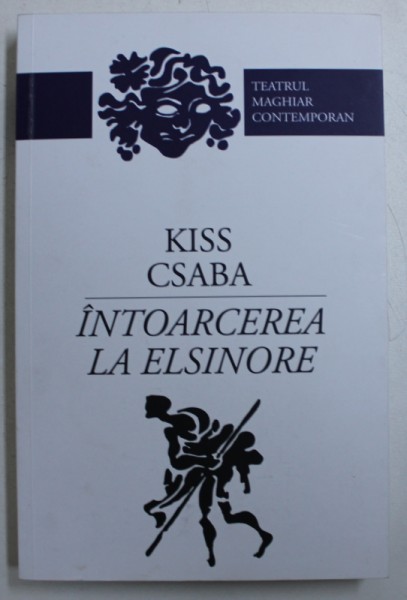 TEATRUL
MAGHIAR
CONTEMPORAN
KISS
CSABA
ÎNTOARCEREA
LA ELSINORE